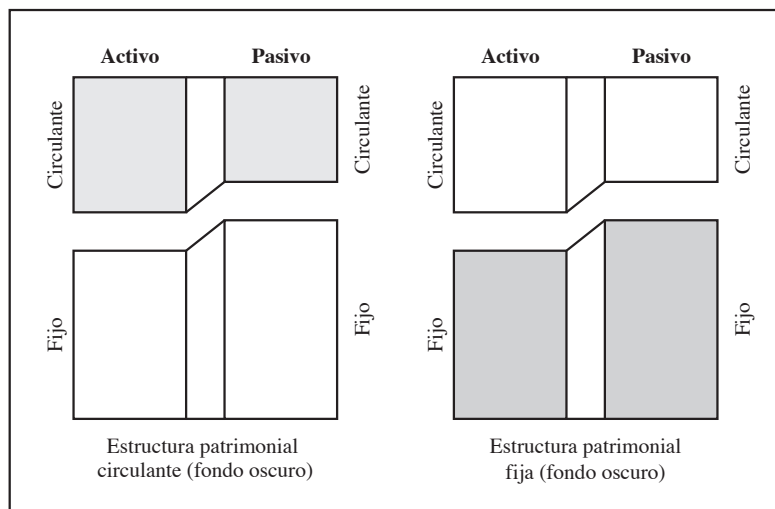 Activo
Pasivo
Circulante
Circulante
Fijo
Fijo
Estructura patrimonial
circulante (fondo oscuro)
Activo
Pasivo
Circulante
Circulante
Fijo
Fijo
Estructura patrimonial
fija (fondo oscuro)